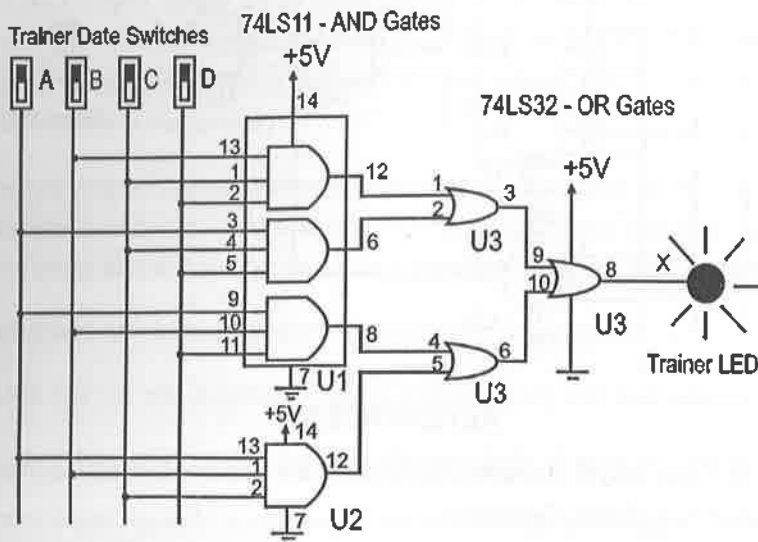 74LS11 - AND Gates
Trainer Date Switches
+5V
A B C D
14
74LS32 - OR Gates
13
1
2
12
+5V
1
2
3
3
4
5
6
U3
9
10
8
X
9
10
11
8
4
5
6
U3
7
U1
U3
Trainer LED
+5V
14
13
1
2
12
7
U2